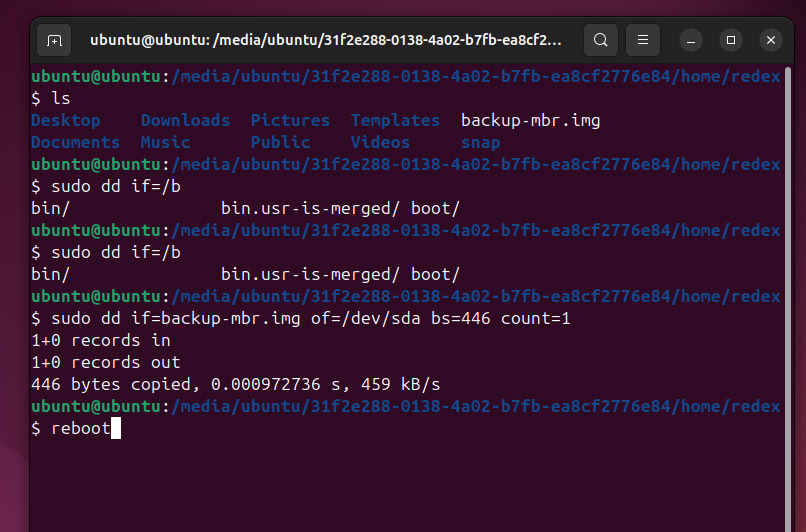 ubuntu@ubuntu: /media/ubuntu/31f2e288-0138-4a02-b7fb-ea8cf2...
ubuntu@ubuntu:/media/ubuntu/31f2e288-0138-4a02-b7fb-ea8cf2776e84/home/redex
$ ls
Desktop    Downloads  Pictures  Templates  backup-mbr.img
Documents  Music      Public    Videos     snap
ubuntu@ubuntu:/media/ubuntu/31f2e288-0138-4a02-b7fb-ea8cf2776e84/home/redex
$ sudo dd if=/b
bin/               bin.usr-is-merged/ boot/
ubuntu@ubuntu:/media/ubuntu/31f2e288-0138-4a02-b7fb-ea8cf2776e84/home/redex
$ sudo dd if=/b
bin/               bin.usr-is-merged/ boot/
ubuntu@ubuntu:/media/ubuntu/31f2e288-0138-4a02-b7fb-ea8cf2776e84/home/redex
$ sudo dd if=backup-mbr.img of=/dev/sda bs=446 count=1
1+0 records in
1+0 records out
446 bytes copied, 0.000972736 s, 459 kB/s
ubuntu@ubuntu:/media/ubuntu/31f2e288-0138-4a02-b7fb-ea8cf2776e84/home/redex
$ reboot